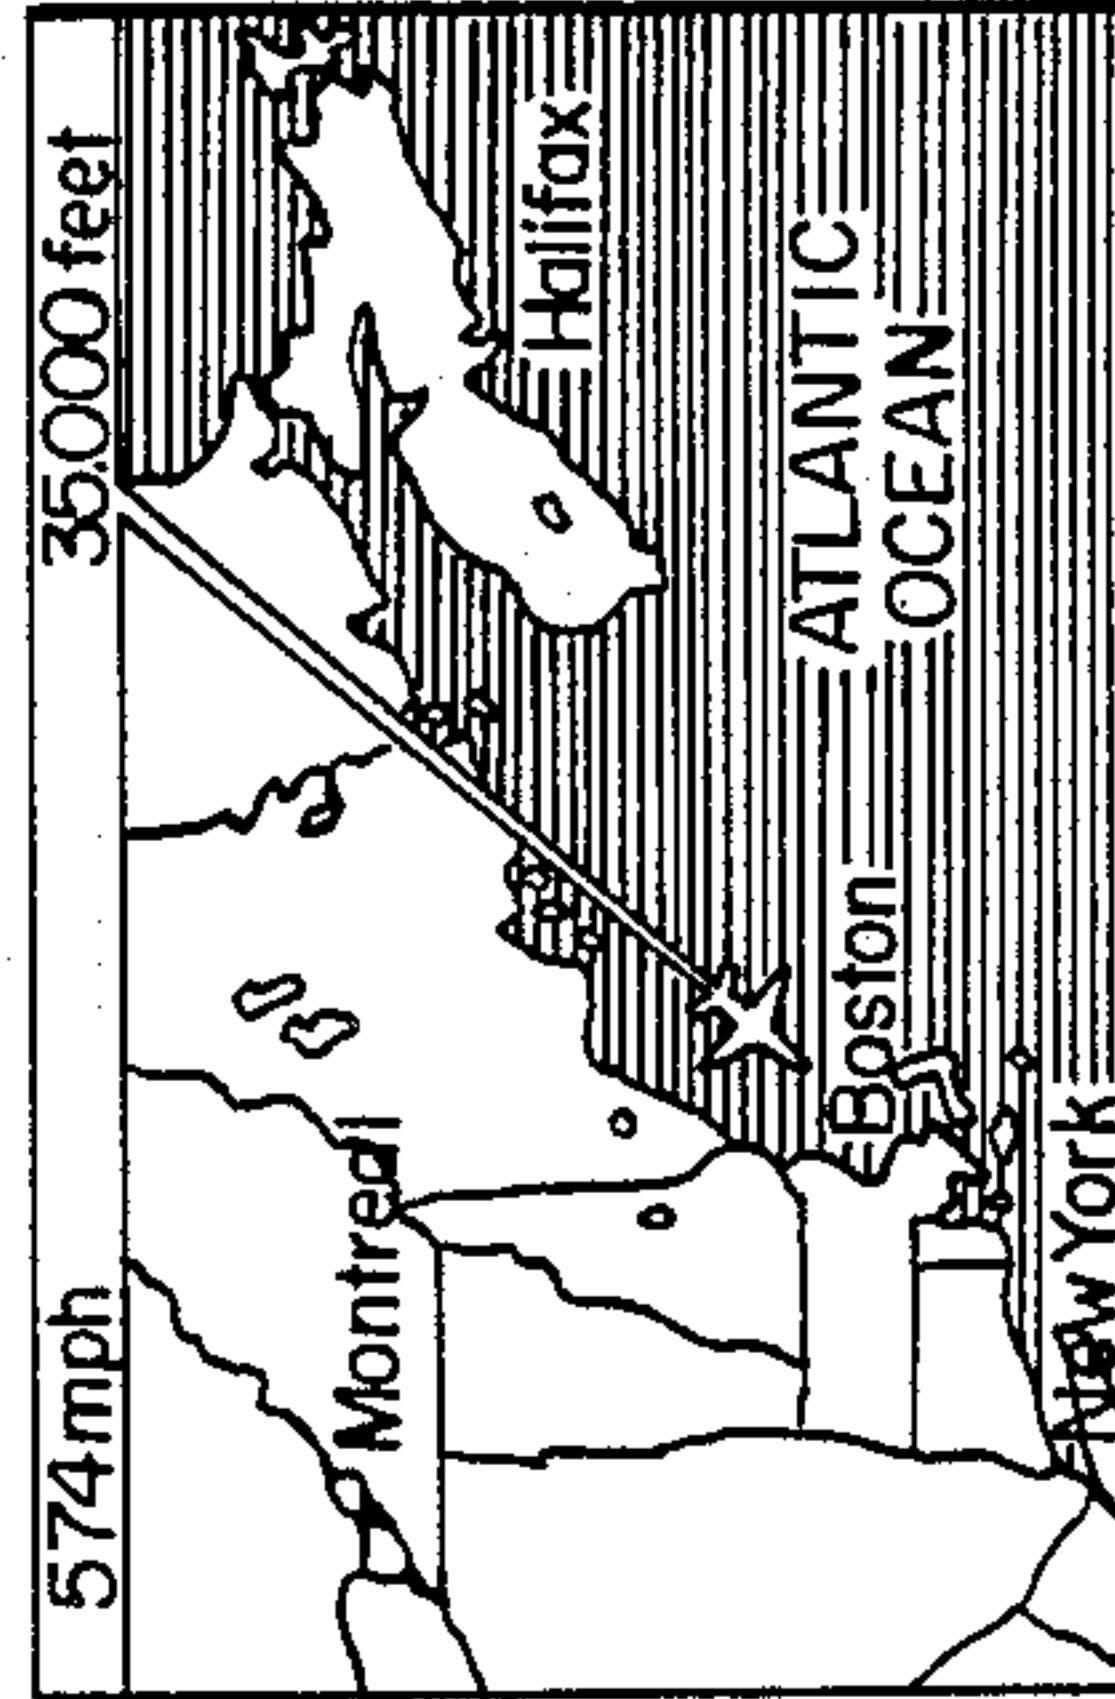 574 mph 35,000 feet
Montreal
Halifax
ATLANTIC
OCEAN
Boston
New York